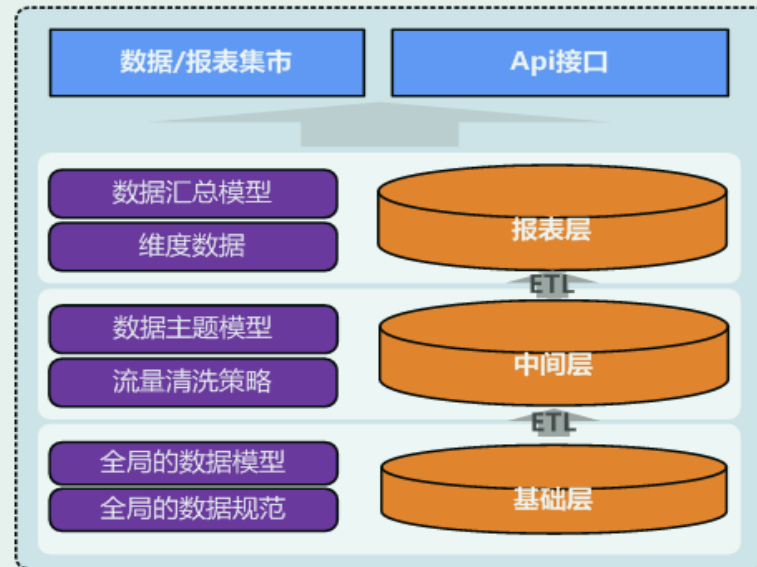 数据/报表集市
Api接口
数据汇总模型
维度数据
报表层
ETL
数据主题模型
流量清洗策略
中间层
ETL
全局的数据模型
全局的数据规范
基础层